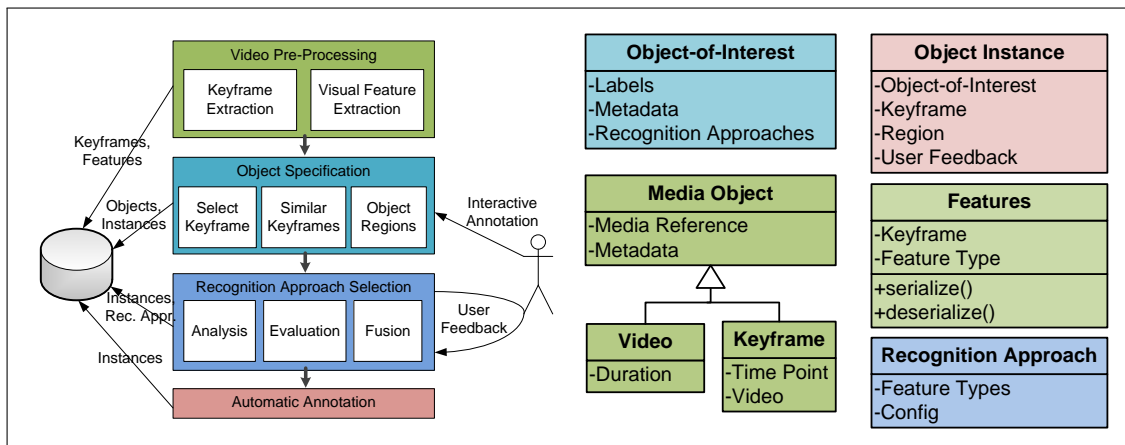 Video Pre-Processing
Keyframe
Extraction
Visual Feature
Extraction
Keyframes,
Features
Object Specification
Select
Keyframe
Similar
Keyframes
Object
Regions
Objects,
Instances
Interactive
Annotation
Recognition Approach Selection
Analysis
Evaluation
Fusion
Instances,
Rec. Appr.
User
Feedback
Instances
Automatic Annotation
Object-of-Interest
-Labels
-Metadata
-Recognition Approaches
Object Instance
-Object-of-Interest
-Keyframe
-Region
-User Feedback
Media Object
-Media Reference
-Metadata
Features
-Keyframe
-Feature Type
+serialize()
+deserialize()
Video
-Duration
Keyframe
-Time Point
-Video
Recognition Approach
-Feature Types
-Config